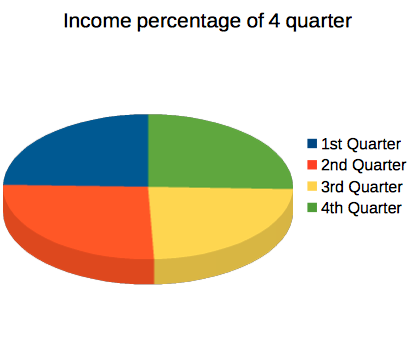 Income percentage of 4 quarter
1st Quarter
2nd Quarter
3rd Quarter
4th Quarter